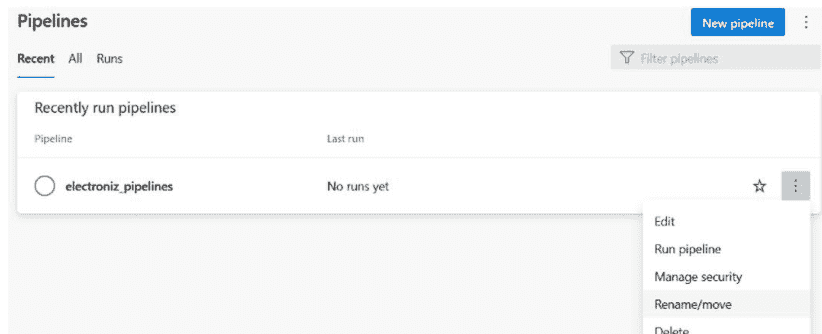 Pipelines
New pipeline
Recent All Runs
Filter pipelines
Recently run pipelines
Pipeline Last run
electroniz_pipelines No runs yet
Edit
Run pipeline
Manage security
Rename/move
Delete